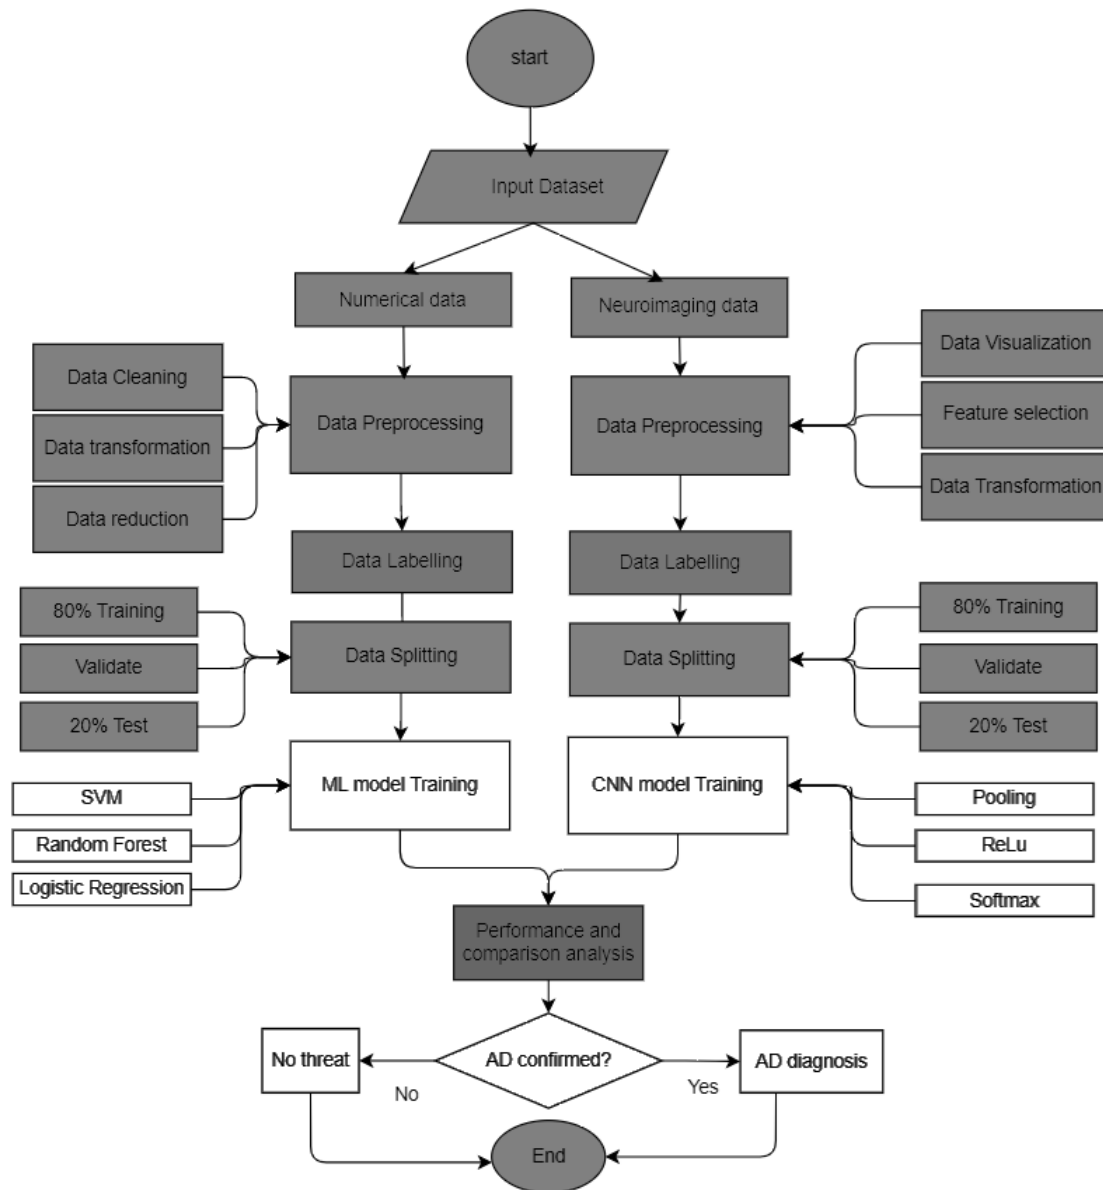 start
Input Dataset
Numerical data
Neuroimaging data
Data Cleaning
Data transformation
Data reduction
Data Preprocessing
Data Preprocessing
Data Visualization
Feature selection
Data Transformation
Data Labelling
Data Labelling
80% Training
Validate
20% Test
Data Splitting
Data Splitting
80% Training
Validate
20% Test
SVM
Random Forest
Logistic Regression
ML model Training
CNN model Training
Pooling
ReLu
Softmax
Performance and
comparison analysis
No threat
No
AD confirmed?
Yes
AD diagnosis
End